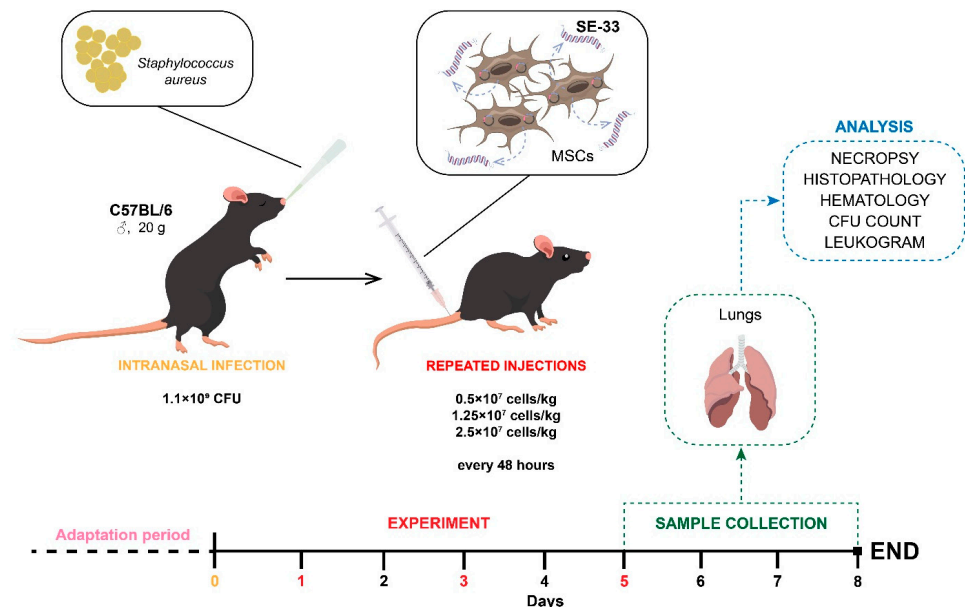 Staphylococcus
aureus
SE-33
MSCs
C57BL/6
♂, 20 g
INTRANASAL INFECTION
1.1×10⁹ CFU
REPEATED INJECTIONS
0.5×10⁷ cells/kg
1.25×10⁷ cells/kg
2.5×10⁷ cells/kg
every 48 hours
ANALYSIS
NECROPSY
HISTOPATHOLOGY
HEMATOLOGY
CFU COUNT
LEUKOGRAM
Lungs
Adaptation period
EXPERIMENT
SAMPLE COLLECTION
END
0 1 2 3 4 5 6 7 8
Days